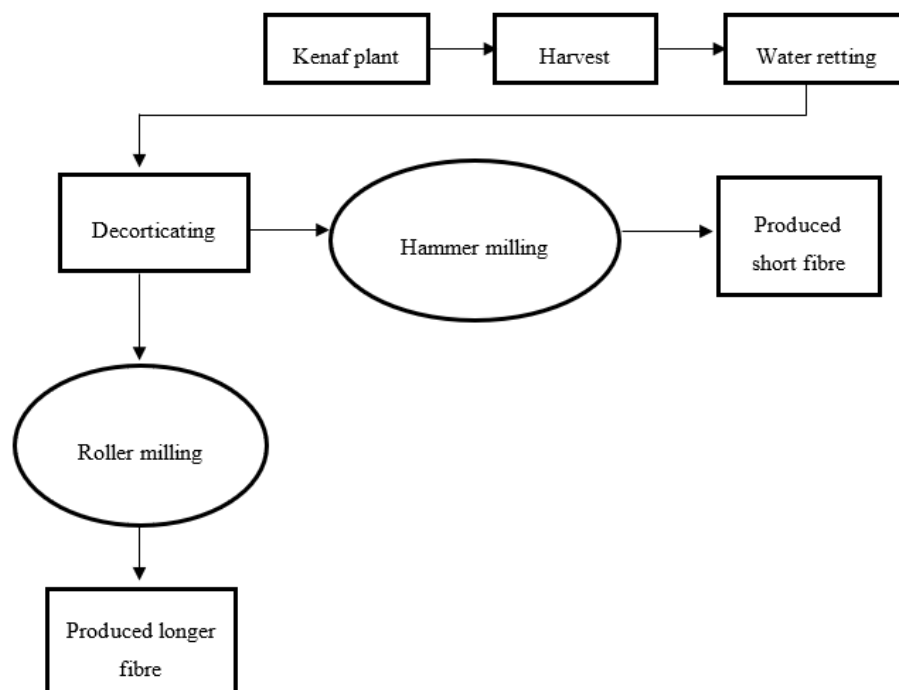 Kenaf plant
Harvest
Water retting
Decorticating
Hammer milling
Produced
short fibre
Roller milling
Produced longer
fibre